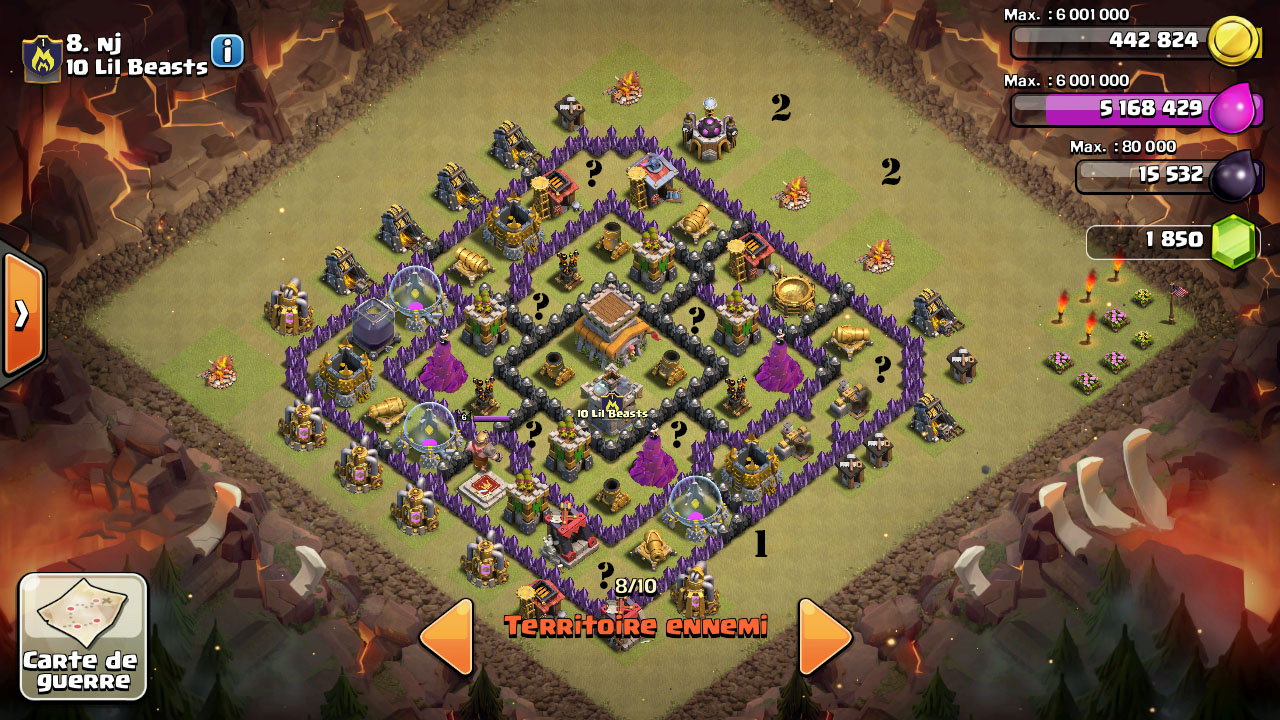 8. Nj
10 Lil Beasts
i
Max. : 6 001 000
442 824
Max. : 6 001 000
5 168 429
Max. : 80 000
15 532
1 850
2
2
?
?
?
?
6
10 Lil Beasts
?
?
1
?
8/10
Territoire ennemi
Carte de
guerre